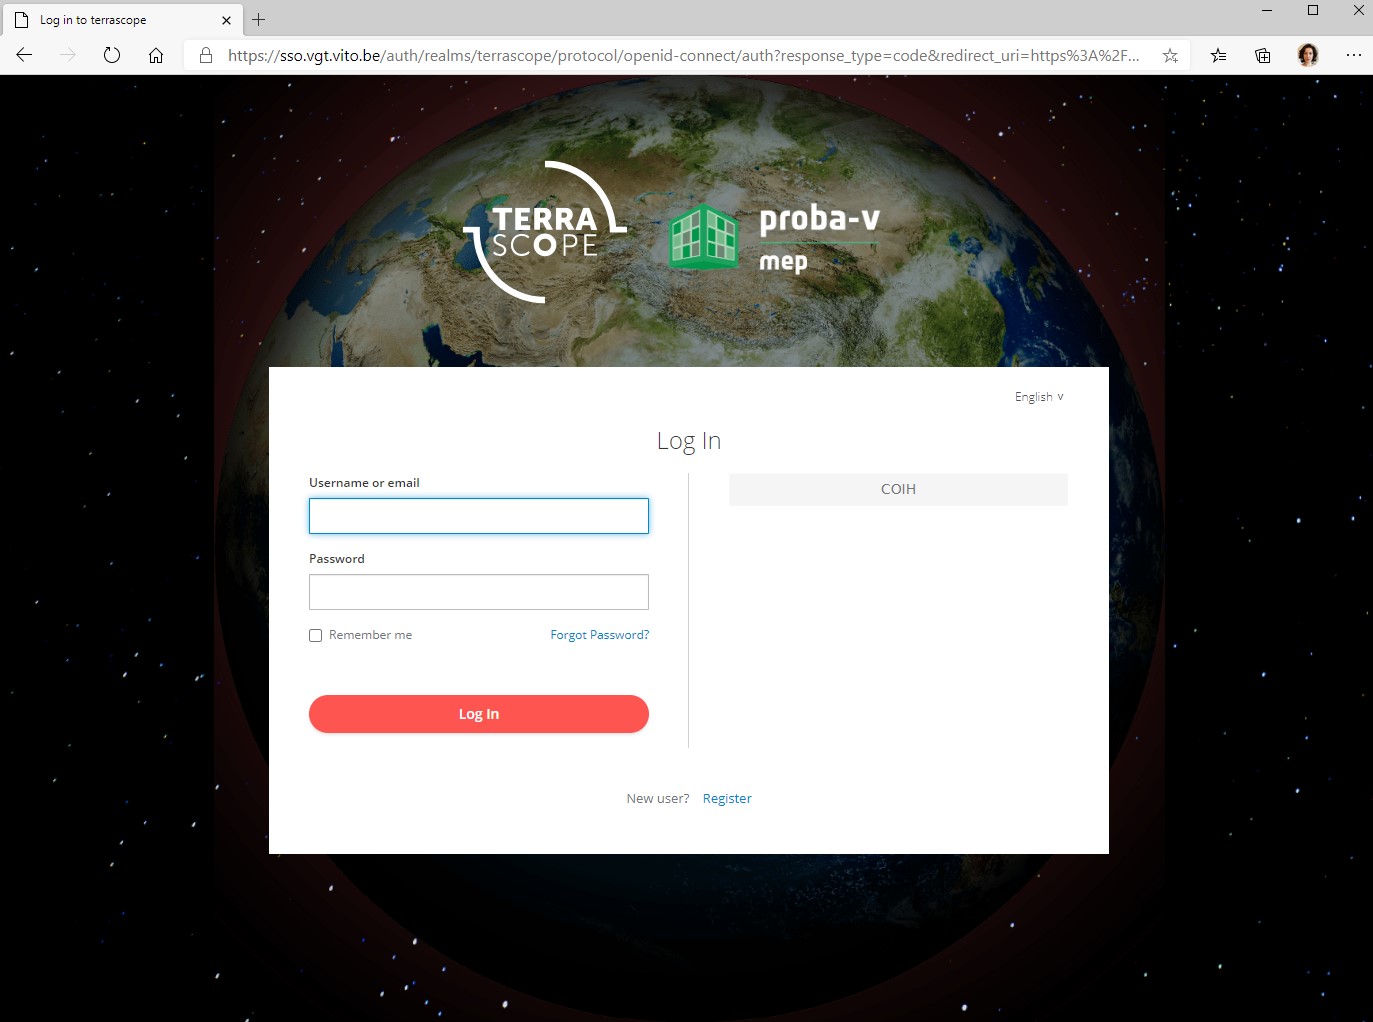 Log in to terrascope
https://sso.vgt.vito.be/auth/realms/terrascope/protocol/openid-connect/auth?response_type=code&redirect_uri=https%3A%2F...
TERRA
SCOPE
proba-v
mep
English v
Log In
Username or email
Password
Remember me
Forgot Password?
Log In
COIH
New user? Register